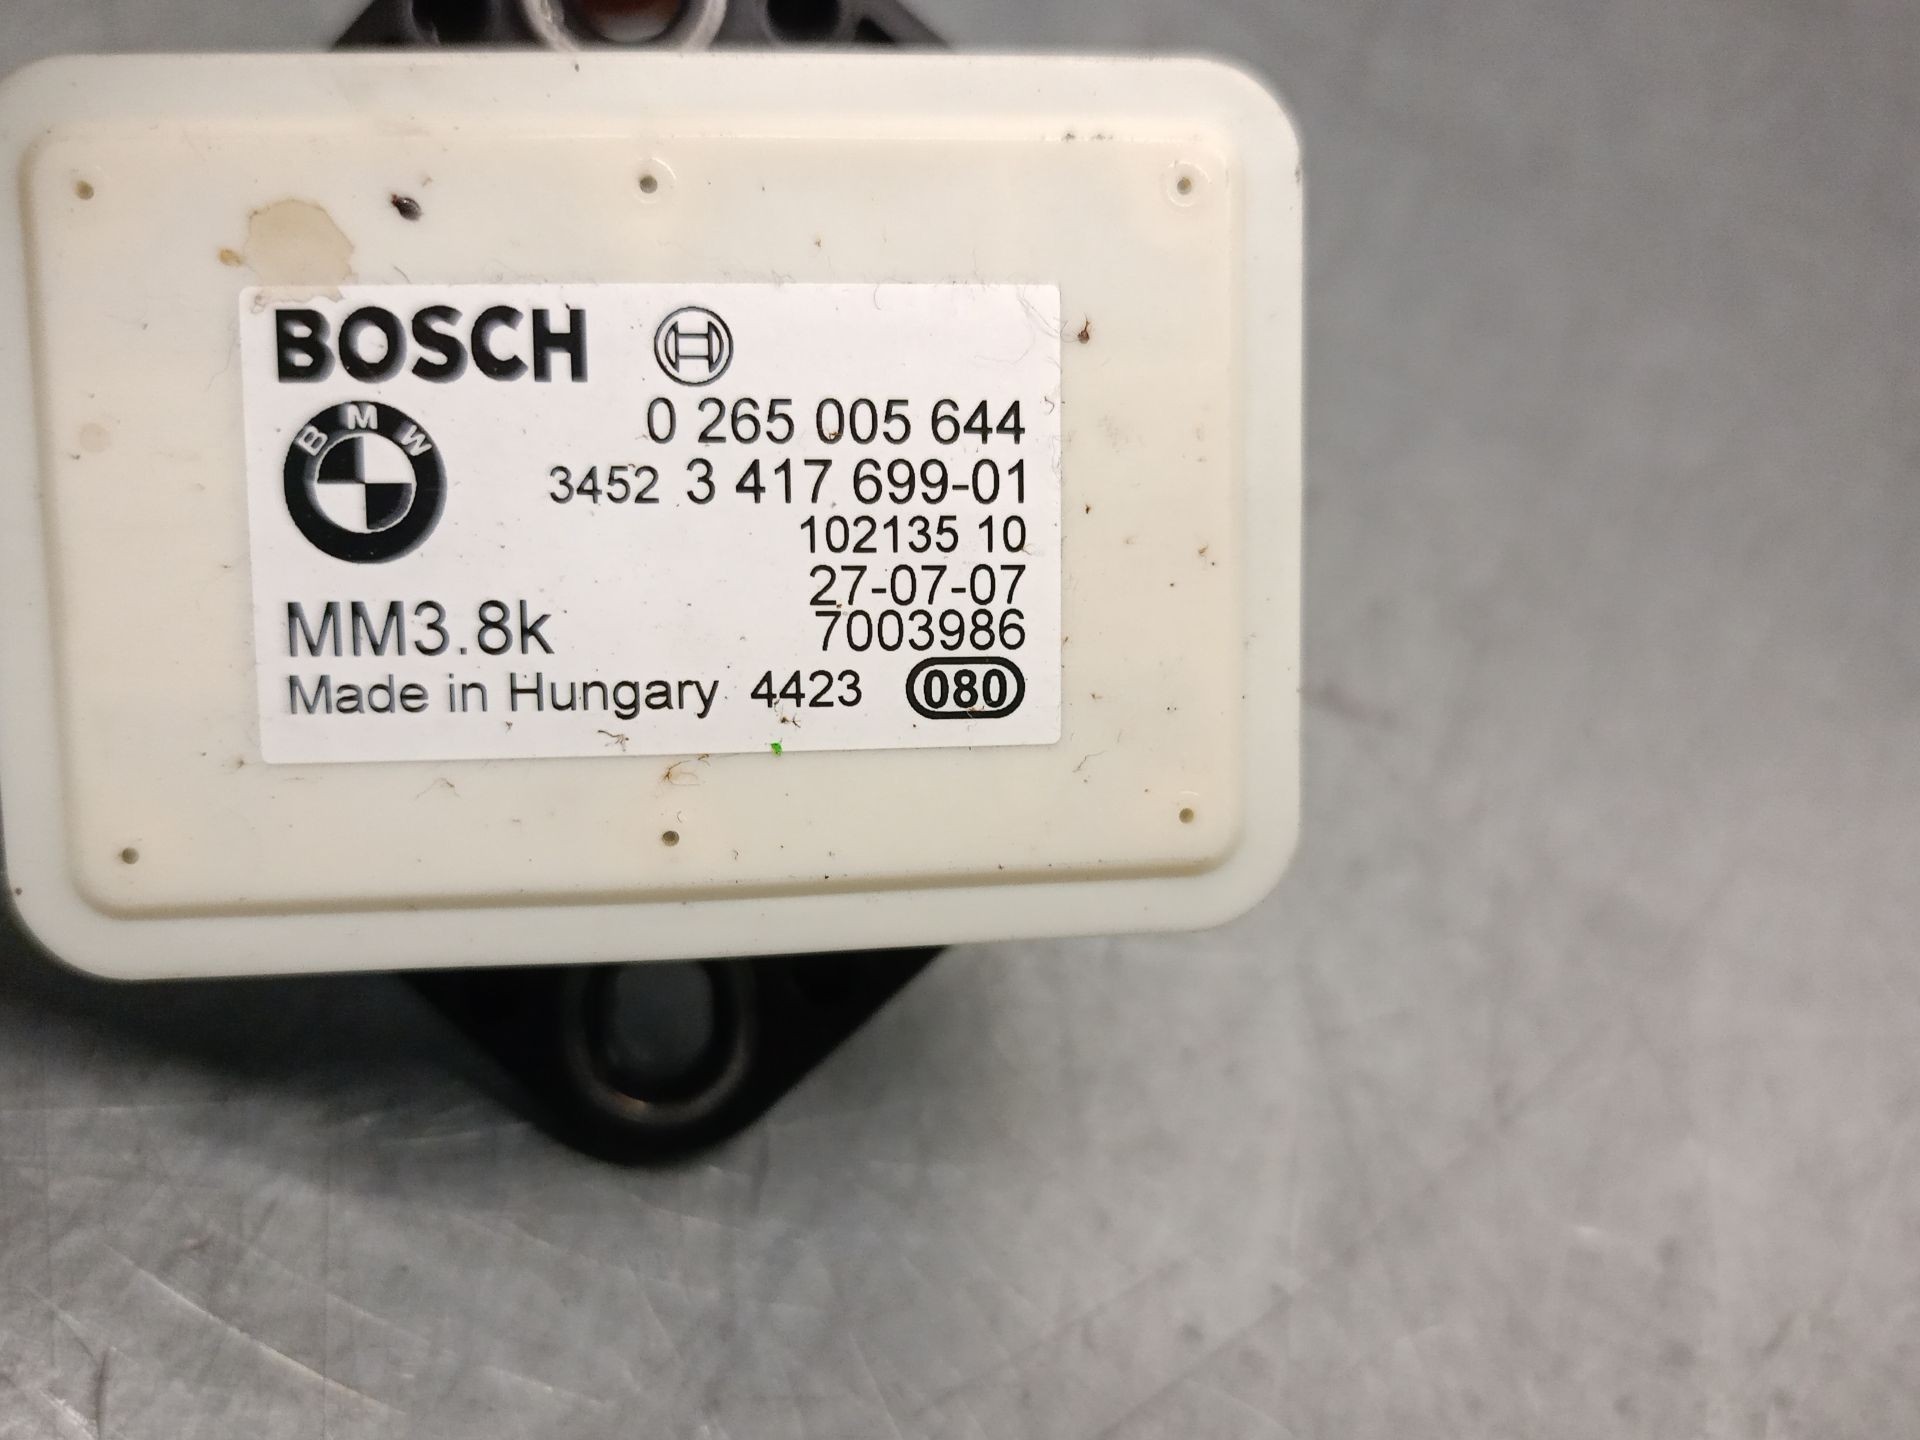 BOSCH
BMW
0 265 005 644
3452 3 417 699-01
102135 10
27-07-07
MM3.8k 7003986
Made in Hungary 4423 080